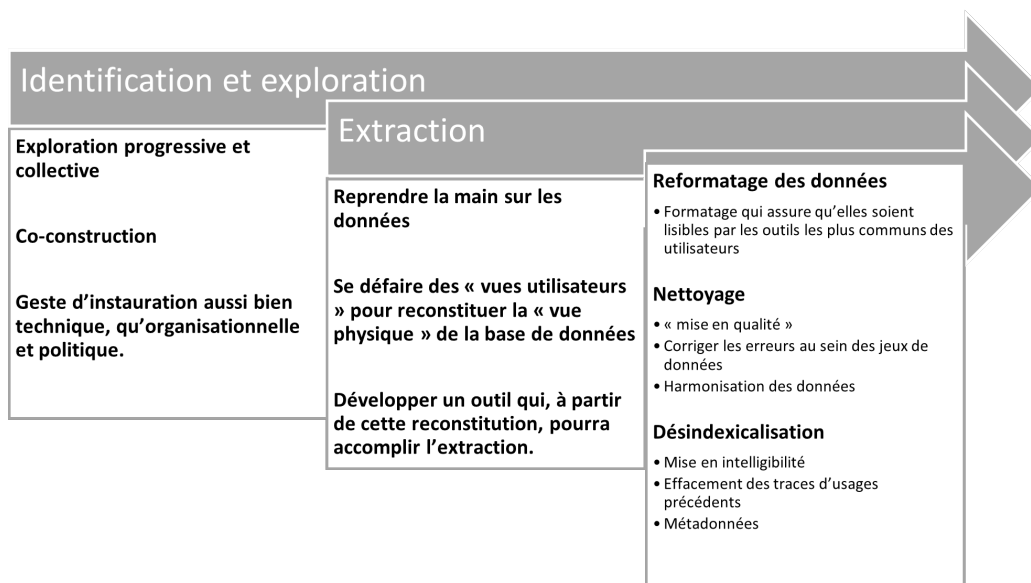 Identification et exploration
Exploration progressive et
collective
Co-construction
Geste d’instauration aussi bien
technique, qu’organisationnelle
et politique.
Extraction
Reprendre la main sur les
données
Se défaire des « vues utilisateurs
» pour reconstituer la « vue
physique » de la base de données
Développer un outil qui, à partir
de cette reconstitution, pourra
accomplir l’extraction.
Reformatage des données
• Formatage qui assure qu’elles soient
lisibles par les outils les plus communs des
utilisateurs
Nettoyage
• « mise en qualité »
• Corriger les erreurs au sein des jeux de
données
• Harmonisation des données
Désindexicalisation
• Mise en intelligibilité
• Effacement des traces d’usages
précédents
• Métadonnées